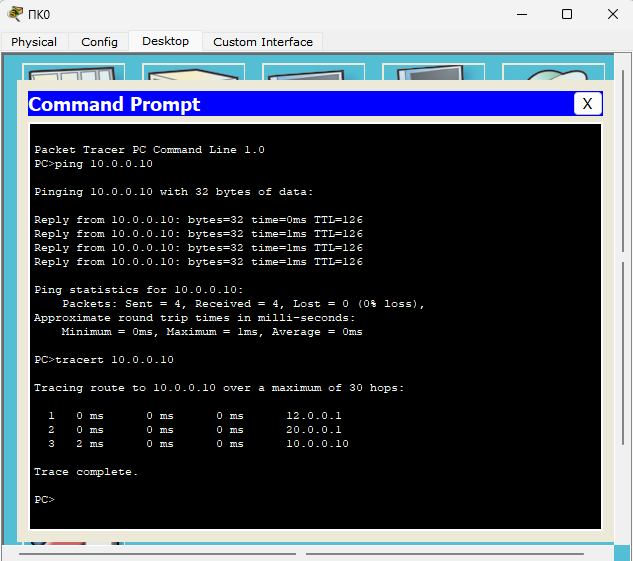 ПК0
Physical Config Desktop Custom Interface
Command Prompt X
Packet Tracer PC Command Line 1.0
PC>ping 10.0.0.10
Pinging 10.0.0.10 with 32 bytes of data:
Reply from 10.0.0.10: bytes=32 time=0ms TTL=126
Reply from 10.0.0.10: bytes=32 time=1ms TTL=126
Reply from 10.0.0.10: bytes=32 time=1ms TTL=126
Reply from 10.0.0.10: bytes=32 time=1ms TTL=126
Ping statistics for 10.0.0.10:
Packets: Sent = 4, Received = 4, Lost = 0 (0% loss),
Approximate round trip times in milli-seconds:
Minimum = 0ms, Maximum = 1ms, Average = 0ms
PC>tracert 10.0.0.10
Tracing route to 10.0.0.10 over a maximum of 30 hops:
1 0 ms 0 ms 0 ms 12.0.0.1
2 0 ms 0 ms 0 ms 20.0.0.1
3 2 ms 0 ms 0 ms 10.0.0.10
Trace complete.
PC>